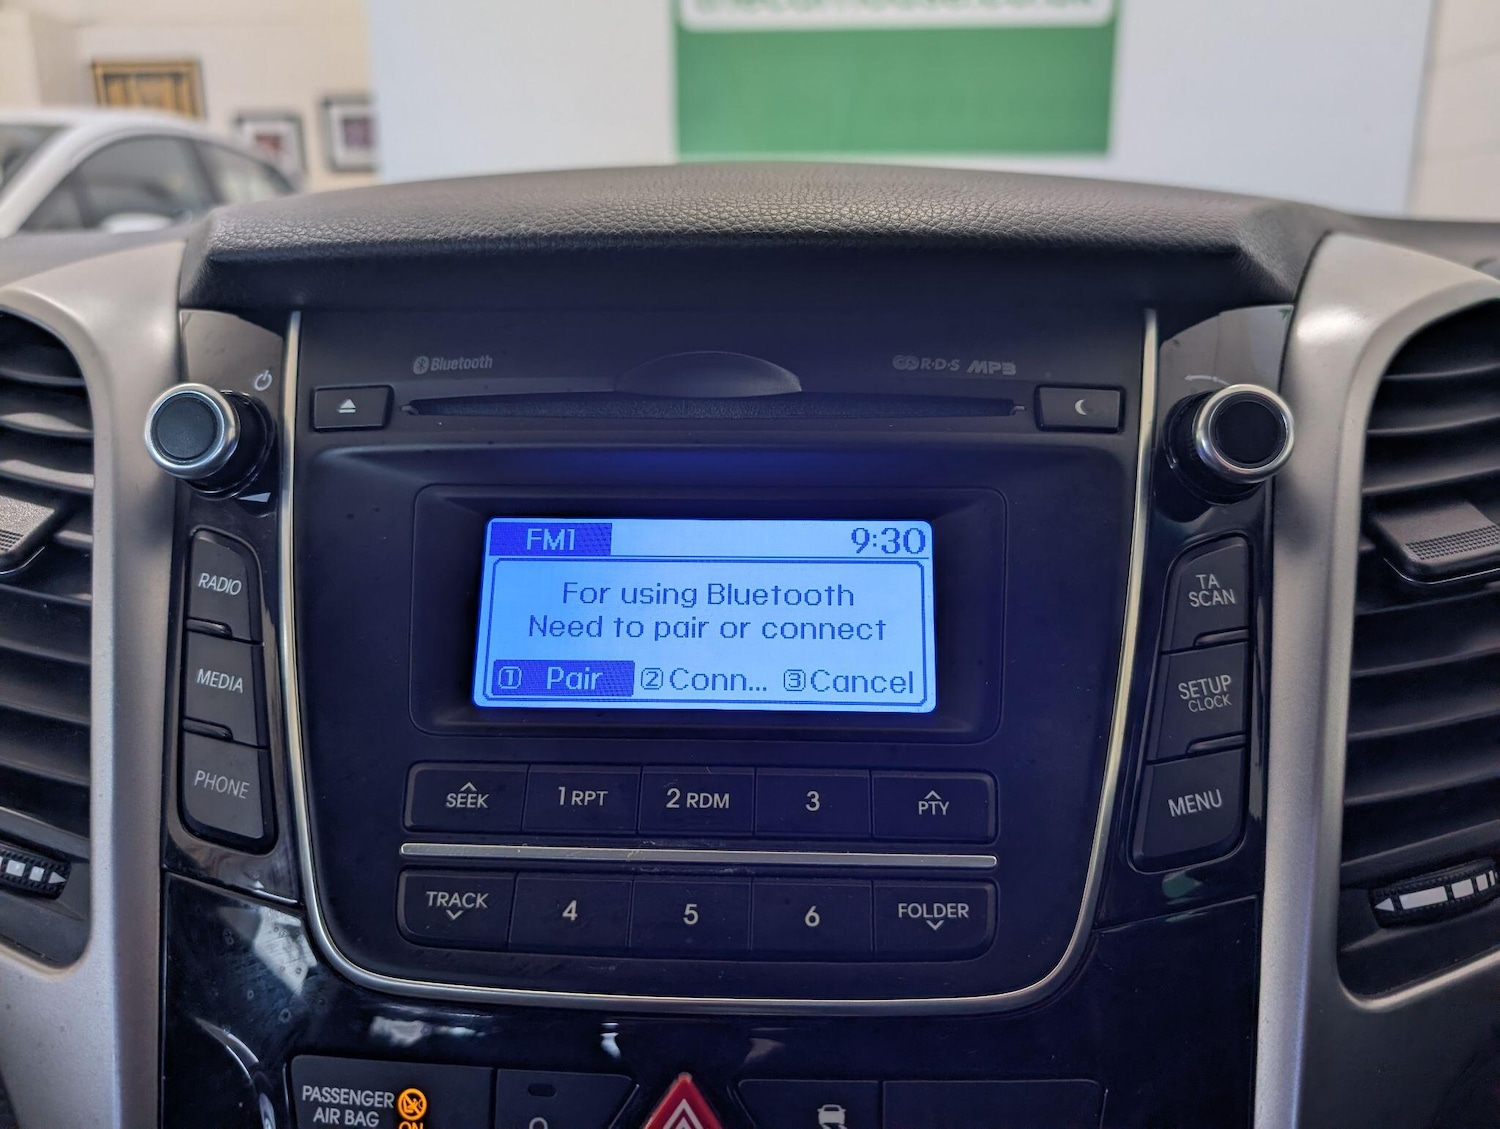 Bluetooth
R·D·S MP3
FM1
9:30
For using Bluetooth
Need to pair or connect
1 Pair
2 Conn...
3 Cancel
RADIO
MEDIA
PHONE
TA
SCAN
SETUP
CLOCK
MENU
SEEK
1 RPT
2 RDM
3
PTY
TRACK
4
5
6
FOLDER
PASSENGER
AIR BAG
ON